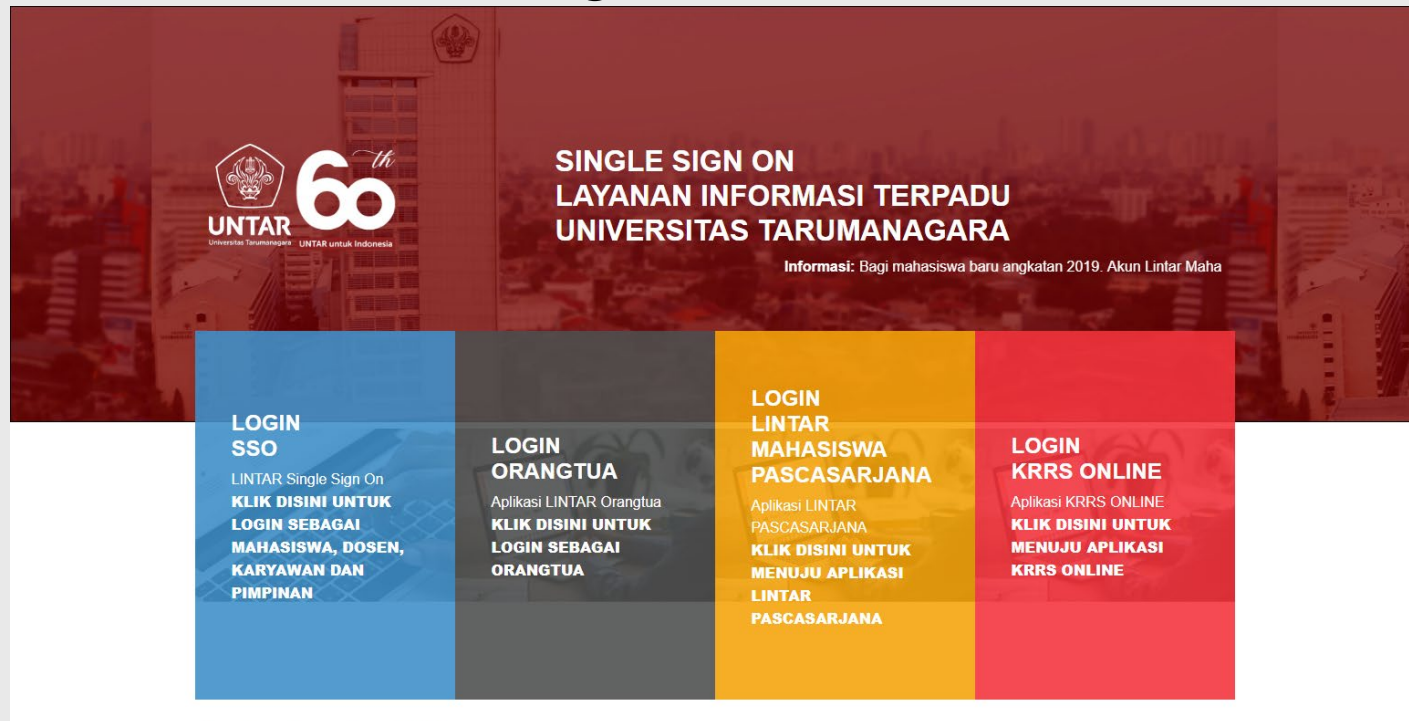 UNTAR
Universitas Tarumanagara
60th
UNTAR untuk Indonesia
SINGLE SIGN ON
LAYANAN INFORMASI TERPADU
UNIVERSITAS TARUMANAGARA
Informasi: Bagi mahasiswa baru angkatan 2019. Akun Lintar Maha
LOGIN
SSO
LINTAR Single Sign On
KLIK DISINI UNTUK
LOGIN SEBAGAI
MAHASISWA, DOSEN,
KARYAWAN DAN
PIMPINAN
LOGIN
ORANGTUA
Aplikasi LINTAR Orangtua
KLIK DISINI UNTUK
LOGIN SEBAGAI
ORANGTUA
LOGIN
LINTAR
MAHASISWA
PASCASARJANA
Aplikasi LINTAR
PASCASARJANA
KLIK DISINI UNTUK
MENUJU APLIKASI
LINTAR
PASCASARJANA
LOGIN
KRRS ONLINE
Aplikasi KRRS ONLINE
KLIK DISINI UNTUK
MENUJU APLIKASI
KRRS ONLINE